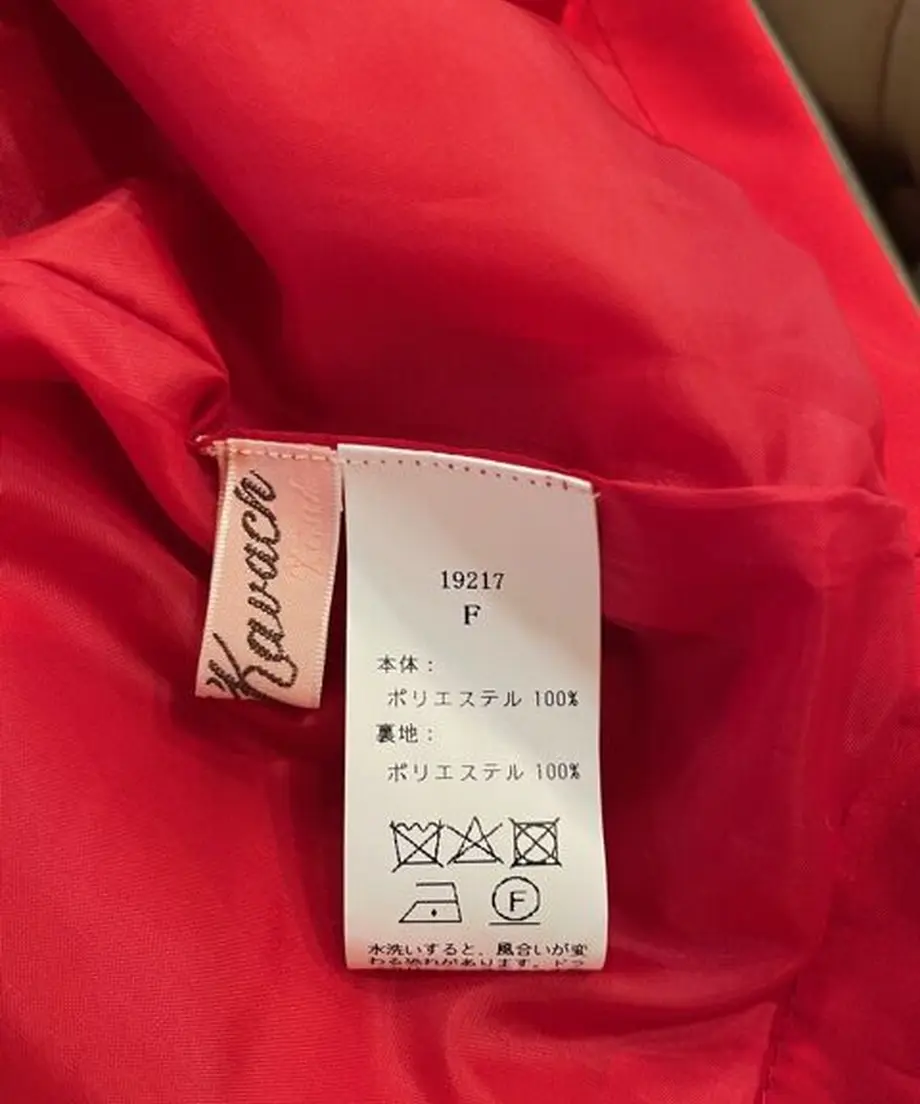 Kavach
19217
F
本体：
ポリエステル 100%
裏地：
ポリエステル 100%
F
水洗いすると、風合いが変
わる恐れがあります。ドラ